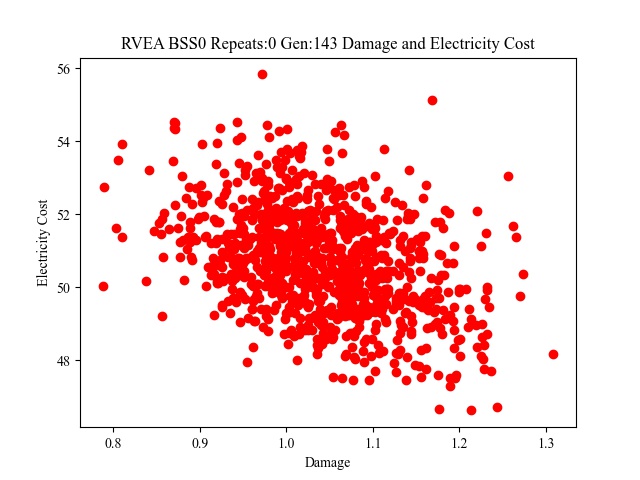 RVEA BSS0 Repeats:0 Gen:143 Damage and Electricity Cost
56
54
52
50
48
Electricity Cost
0.8 0.9 1.0 1.1 1.2 1.3
Damage